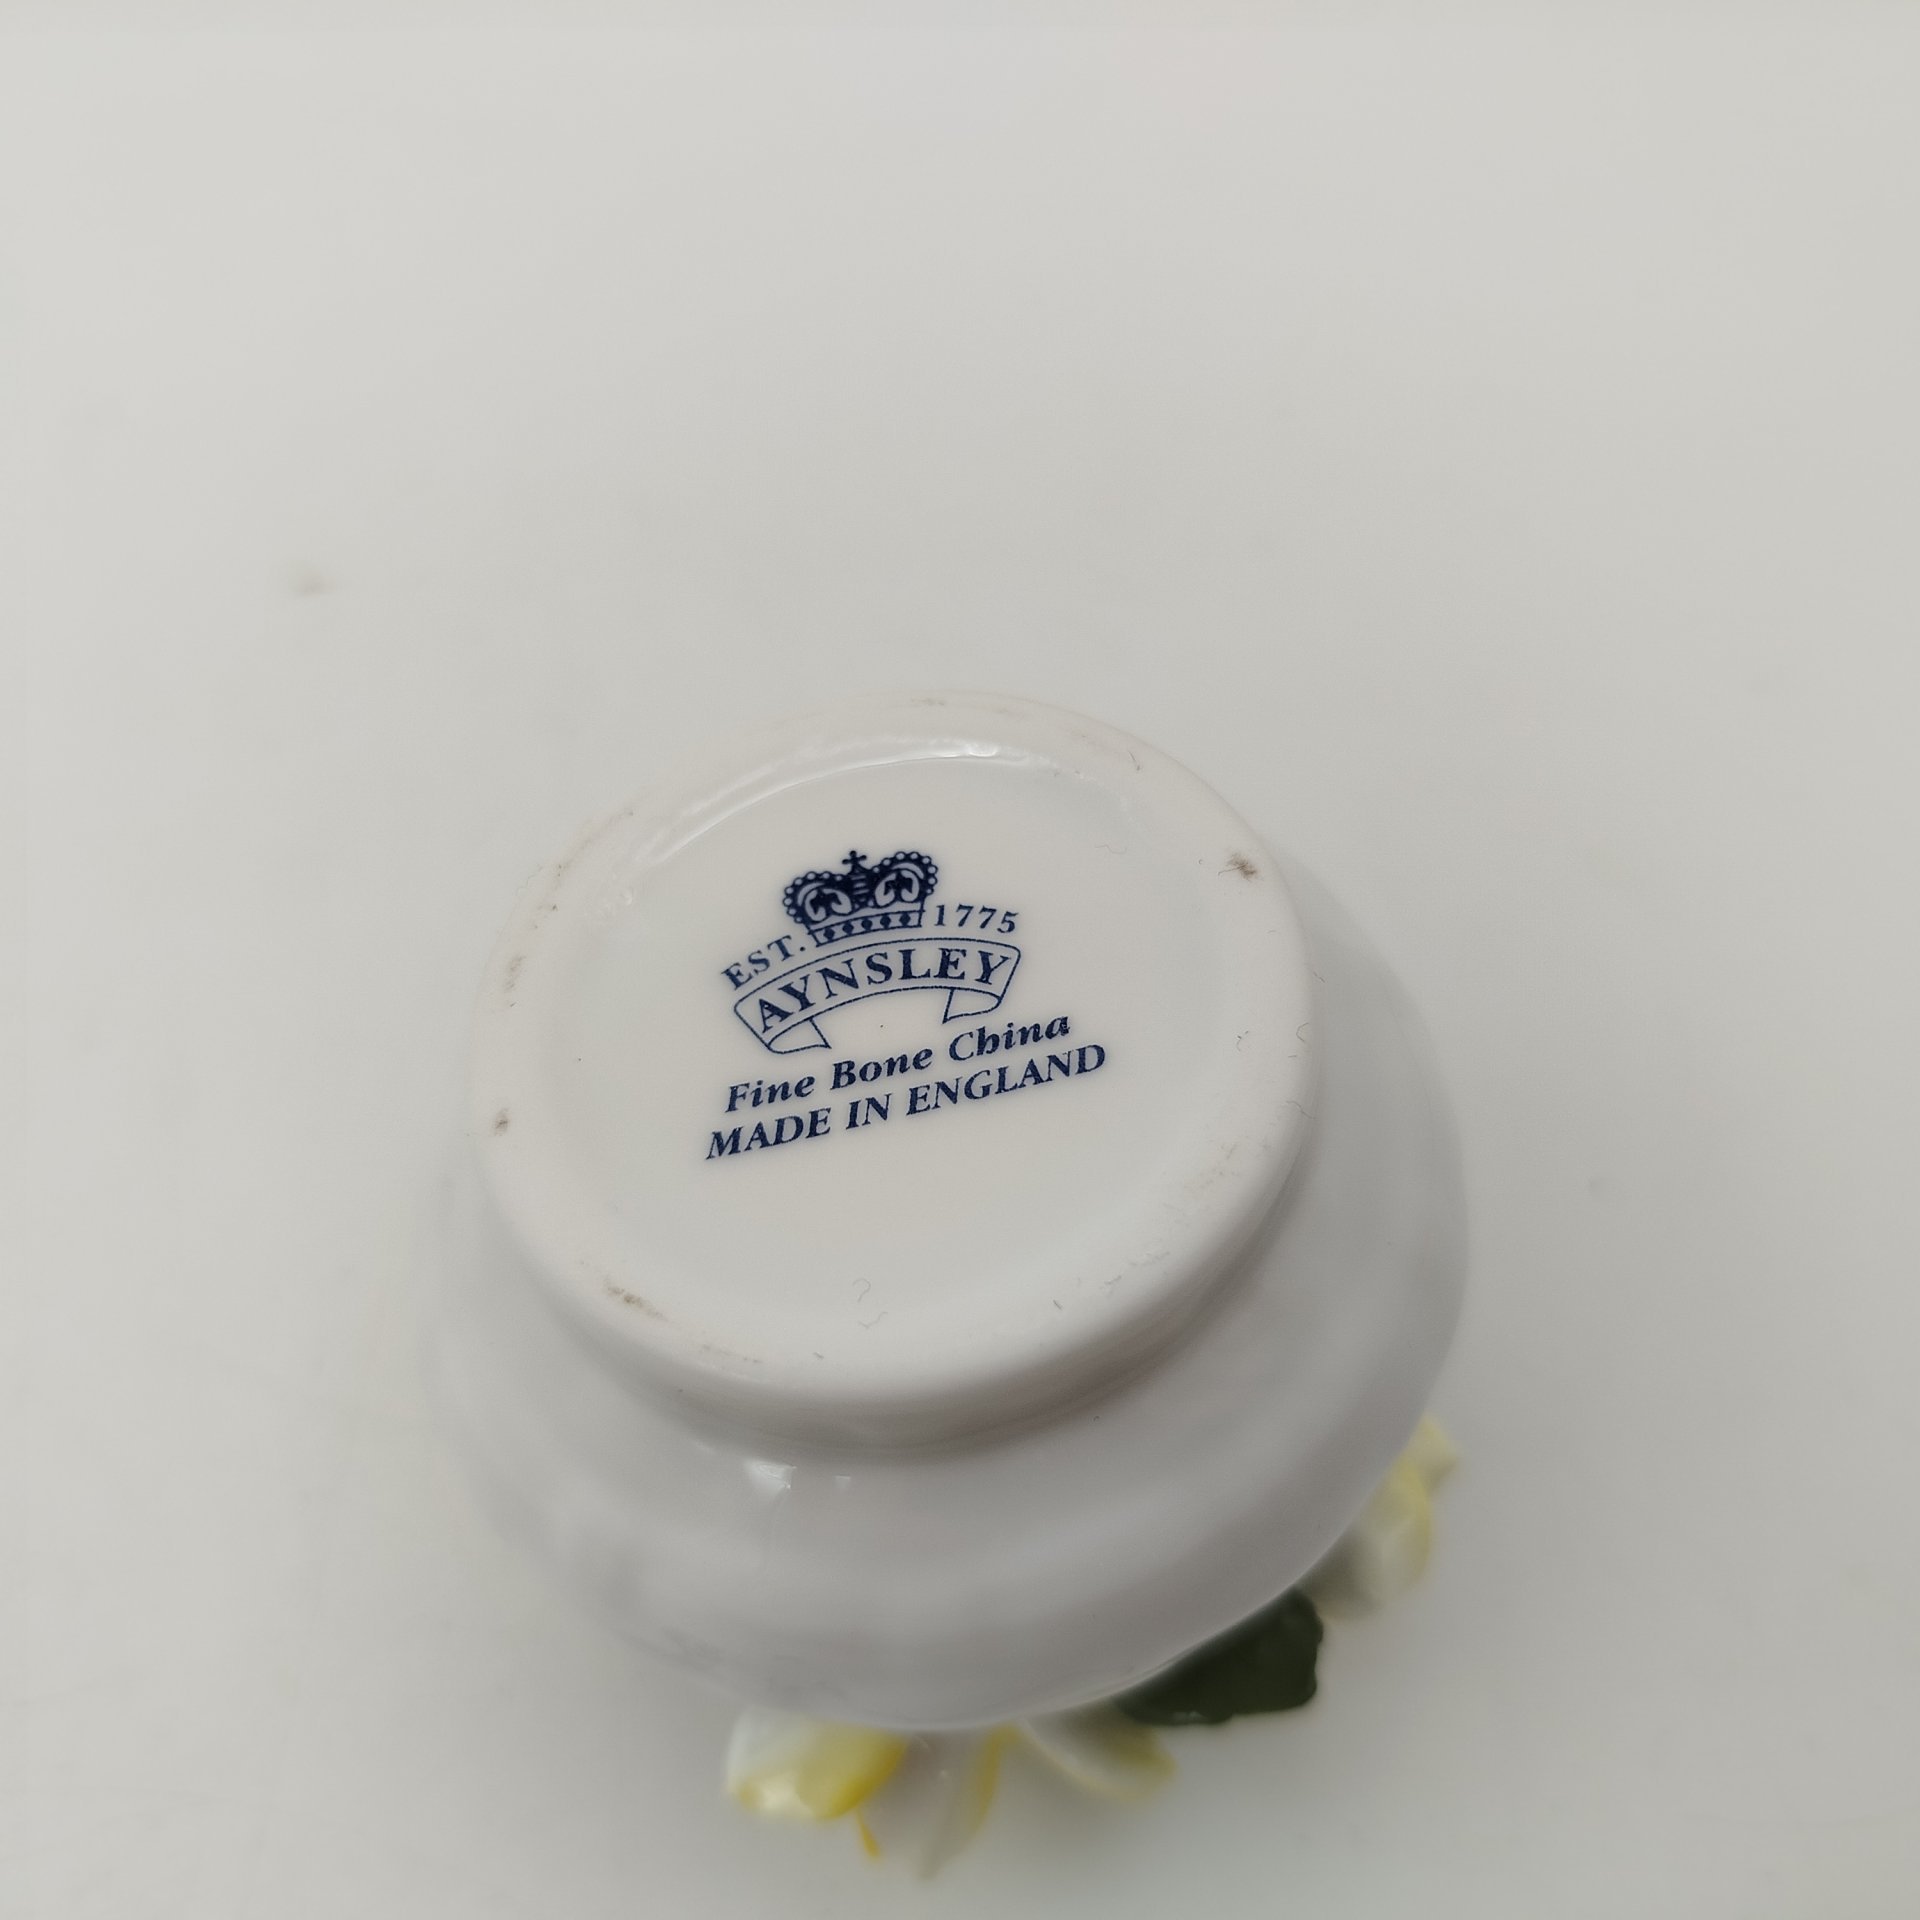 EST. 1775
AYNSLEY
Fine Bone China
MADE IN ENGLAND